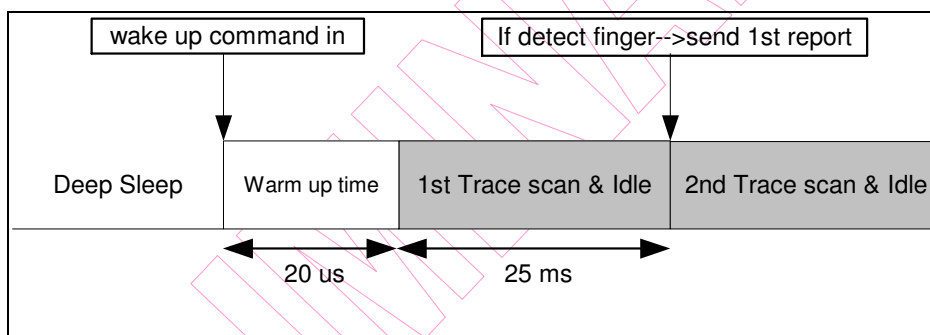 wake up command in
If detect finger-->send 1st report
Deep Sleep
Warm up time
1st Trace scan & Idle
2nd Trace scan & Idle
20 us
25 ms